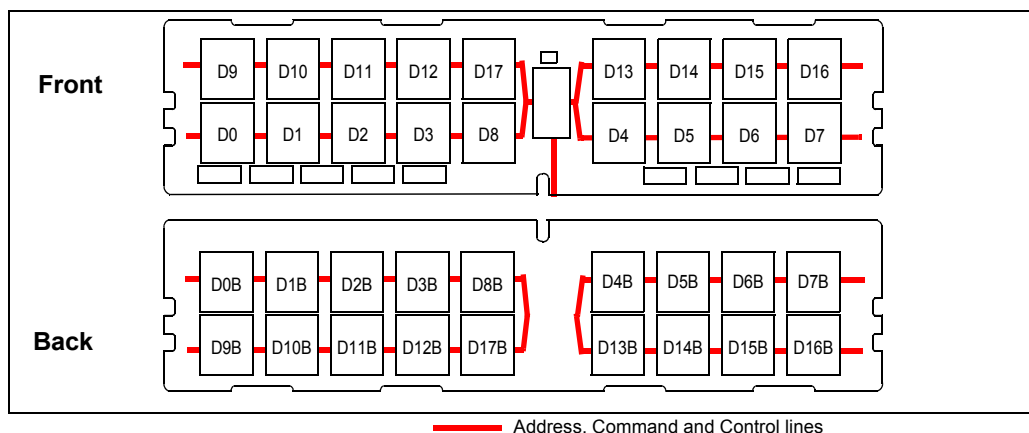 Front
D9 D10 D11 D12 D17 D13 D14 D15 D16
D0 D1 D2 D3 D8 D4 D5 D6 D7
Back
D0B D1B D2B D3B D8B D4B D5B D6B D7B
D9B D10B D11B D12B D17B D13B D14B D15B D16B
Address, Command and Control lines